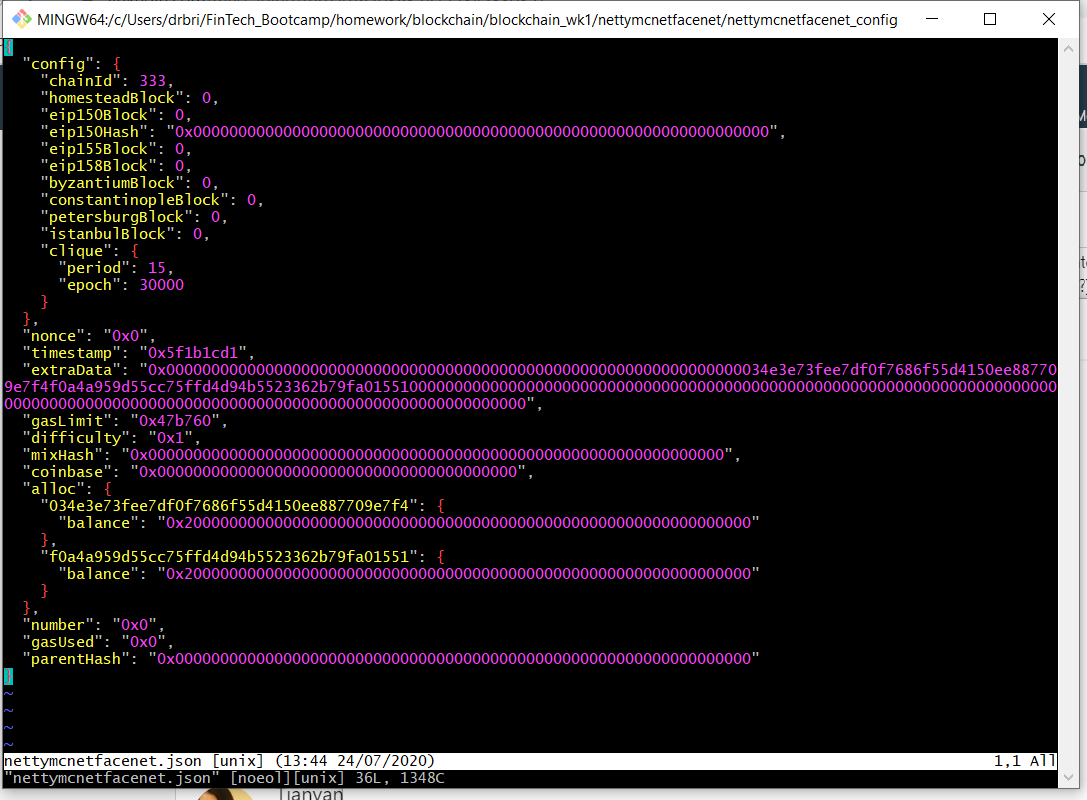 MINGW64:/c/Users/drbri/FinTech_Bootcamp/homework/blockchain/blockchain_wk1/nettymcnetfacenet/nettymcnetfacenet_config
{
  "config": {
    "chainId": 333,
    "homesteadBlock": 0,
    "eip150Block": 0,
    "eip150Hash": "0x0000000000000000000000000000000000000000000000000000000000000000",
    "eip155Block": 0,
    "eip158Block": 0,
    "byzantiumBlock": 0,
    "constantinopleBlock": 0,
    "petersburgBlock": 0,
    "istanbulBlock": 0,
    "clique": {
      "period": 15,
      "epoch": 30000
    }
  },
  "nonce": "0x0",
  "timestamp": "0x5f1b1cd1",
  "extraData": "0x0000000000000000000000000000000000000000000000000000000000000000034e3e73fee7df0f7686f55d4150ee88770
9e7f4f0a4a959d55cc75ffd4d94b5523362b79fa01551000000000000000000000000000000000000000000000000000000000000000000000000
0000000000000000000000000000000000000000000000000000000000",
  "gasLimit": "0x47b760",
  "difficulty": "0x1",
  "mixHash": "0x0000000000000000000000000000000000000000000000000000000000000000",
  "coinbase": "0x0000000000000000000000000000000000000000",
  "alloc": {
    "034e3e73fee7df0f7686f55d4150ee887709e7f4": {
      "balance": "0x200000000000000000000000000000000000000000000000000000000000000"
    },
    "f0a4a959d55cc75ffd4d94b5523362b79fa01551": {
      "balance": "0x200000000000000000000000000000000000000000000000000000000000000"
    }
  },
  "number": "0x0",
  "gasUsed": "0x0",
  "parentHash": "0x0000000000000000000000000000000000000000000000000000000000000000"
}
~
~
~
~
nettymcnetfacenet.json [unix] (13:44 24/07/2020) 1,1 All
"nettymcnetfacenet.json" [noeol][unix] 36L, 1348C